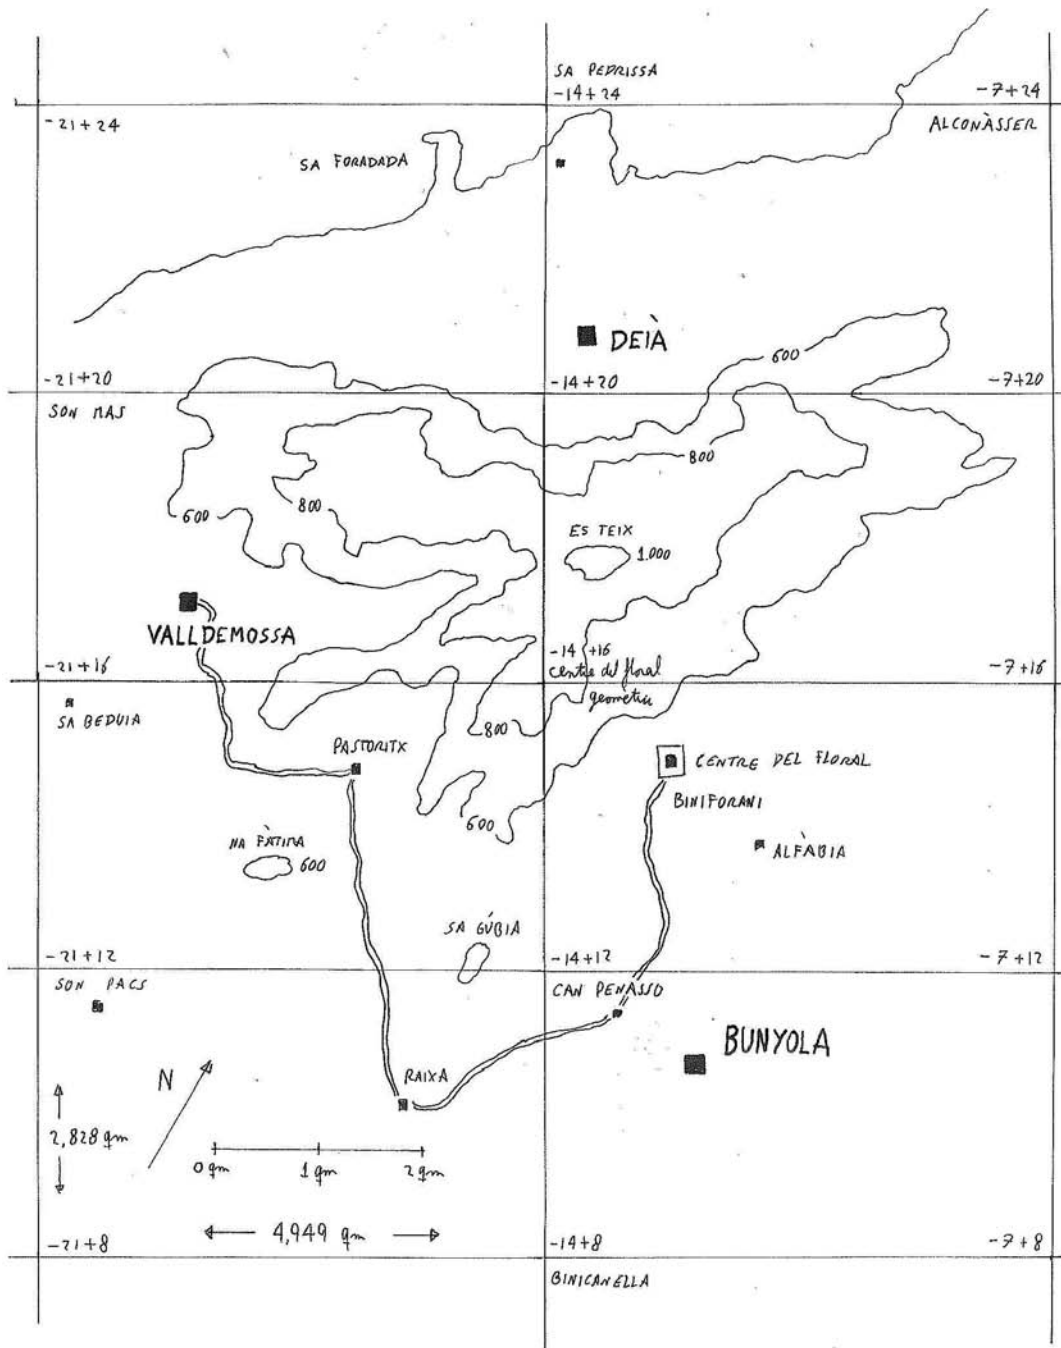 SA PEDRISSA
-14+24
-7+24
-21+24
ALCONÀSSER
SA FORADADA
DEIÀ
600
-21+20
-14+20
-7+20
SON MAS
800
800
600
ES TEIX
1.000
VALLDEMOSSA
-21+16
-14+16
-7+16
centre del floral
geomètric
SA BEDUIA
800
PASTORITX
CENTRE DEL FLORAL
BINIFORANI
600
NA FÀTIMA
600
ALFÀBIA
SA GÚBIA
-21+12
-14+12
-7+12
SON PACS
CAN PENASSO
BUNYOLA
N
RAIXA
2,828 qm
0 qm
1 qm
2 qm
4,949 qm
-21+8
-14+8
-7+8
BINICANELLA